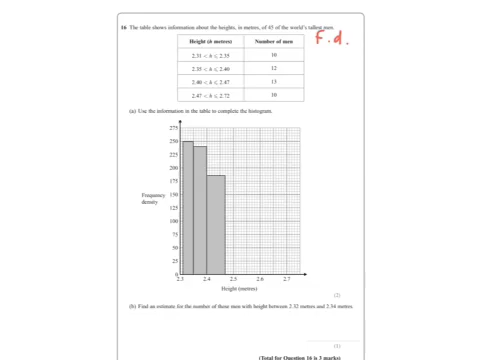 16 The table shows information about the heights, in metres, of 45 of the world's tallest men.
F.d.
Height (h metres) Number of men
2.31 < h ⩽ 2.35 10
2.35 < h ⩽ 2.40 12
2.40 < h ⩽ 2.47 13
2.47 < h ⩽ 2.72 10
(a) Use the information in the table to complete the histogram.
275
250
225
200
175
Frequency density
150
125
100
75
50
25
0
2.3 2.4 2.5 2.6 2.7
Height (metres)
(2)
(b) Find an estimate for the number of these men with height between 2.32 metres and 2.34 metres.
(1)
(Total for Question 16 is 3 marks)